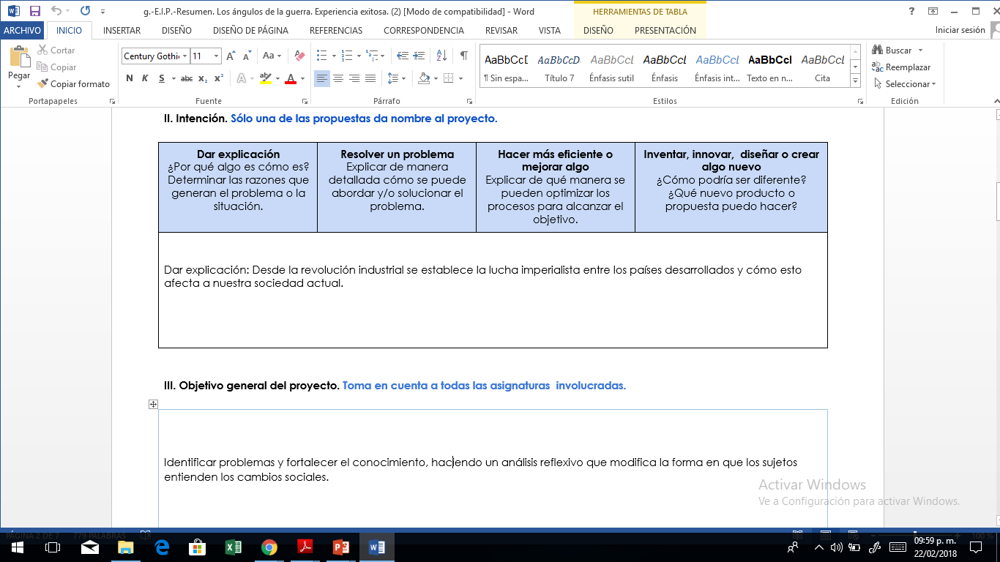 g.-E.I.P.-Resumen. Los ángulos de la guerra. Experiencia exitosa. (2) [Modo de compatibilidad] - Word
HERRAMIENTAS DE TABLA
ARCHIVO INICIO INSERTAR DISEÑO DISEÑO DE PÁGINA REFERENCIAS CORRESPONDENCIA REVISAR VISTA DISEÑO PRESENTACIÓN
Iniciar sesión
Pegar
Cortar
Copiar
Copiar formato
Portapapeles
Century Gothi 11
Aa
N K S abc x₂ x²
Fuente
Párrafo
AaBbCcD AaBbCcD AaBbCcL AaBbCcL AaBbCcL AaBbCcI AaBbCcL
¶ Sin espa... Título 7 Énfasis sutil Énfasis Énfasis int... Texto en n... Cita
Estilos
Buscar
Reemplazar
Seleccionar
Edición
II. Intención. Sólo una de las propuestas da nombre al proyecto.
Dar explicación
¿Por qué algo es cómo es?
Determinar las razones que
generan el problema o la
situación.
Resolver un problema
Explicar de manera
detallada cómo se puede
abordar y/o solucionar el
problema.
Hacer más eficiente o
mejorar algo
Explicar de qué manera se
pueden optimizar los
procesos para alcanzar el
objetivo.
Inventar, innovar, diseñar o crear
algo nuevo
¿Cómo podría ser diferente?
¿Qué nuevo producto o
propuesta puedo hacer?
Dar explicación: Desde la revolución industrial se establece la lucha imperialista entre los países desarrollados y cómo esto
afecta a nuestra sociedad actual.
III. Objetivo general del proyecto. Toma en cuenta a todas las asignaturas involucradas.
Identificar problemas y fortalecer el conocimiento, haciendo un análisis reflexivo que modifica la forma en que los sujetos
entienden los cambios sociales.
Activar Windows
Ve a Configuración para activar Windows.
PÁGINA 2 DE 7 779 PALABRAS
100 %
09:59 p. m.
22/02/2018